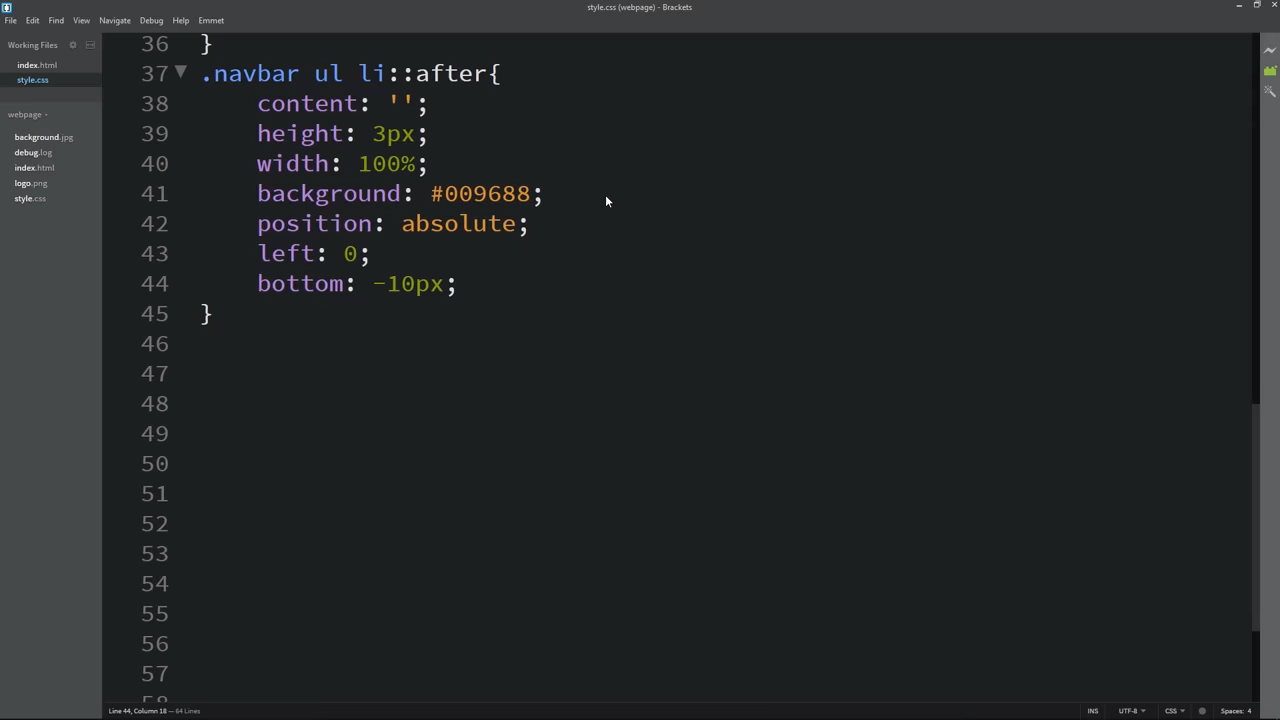 style.css (webpage) - Brackets
File Edit Find View Navigate Debug Help Emmet
Working Files
index.html
style.css
webpage
background.jpg
debug.log
index.html
logo.png
style.css
36 }
37 .navbar ul li::after{
38 content: '';
39 height: 3px;
40 width: 100%;
41 background: #009688;
42 position: absolute;
43 left: 0;
44 bottom: -10px;
45 }
46
47
48
49
50
51
52
53
54
55
56
57
58
Line 44, Column 18 — 64 Lines
INS UTF-8 CSS Spaces: 4